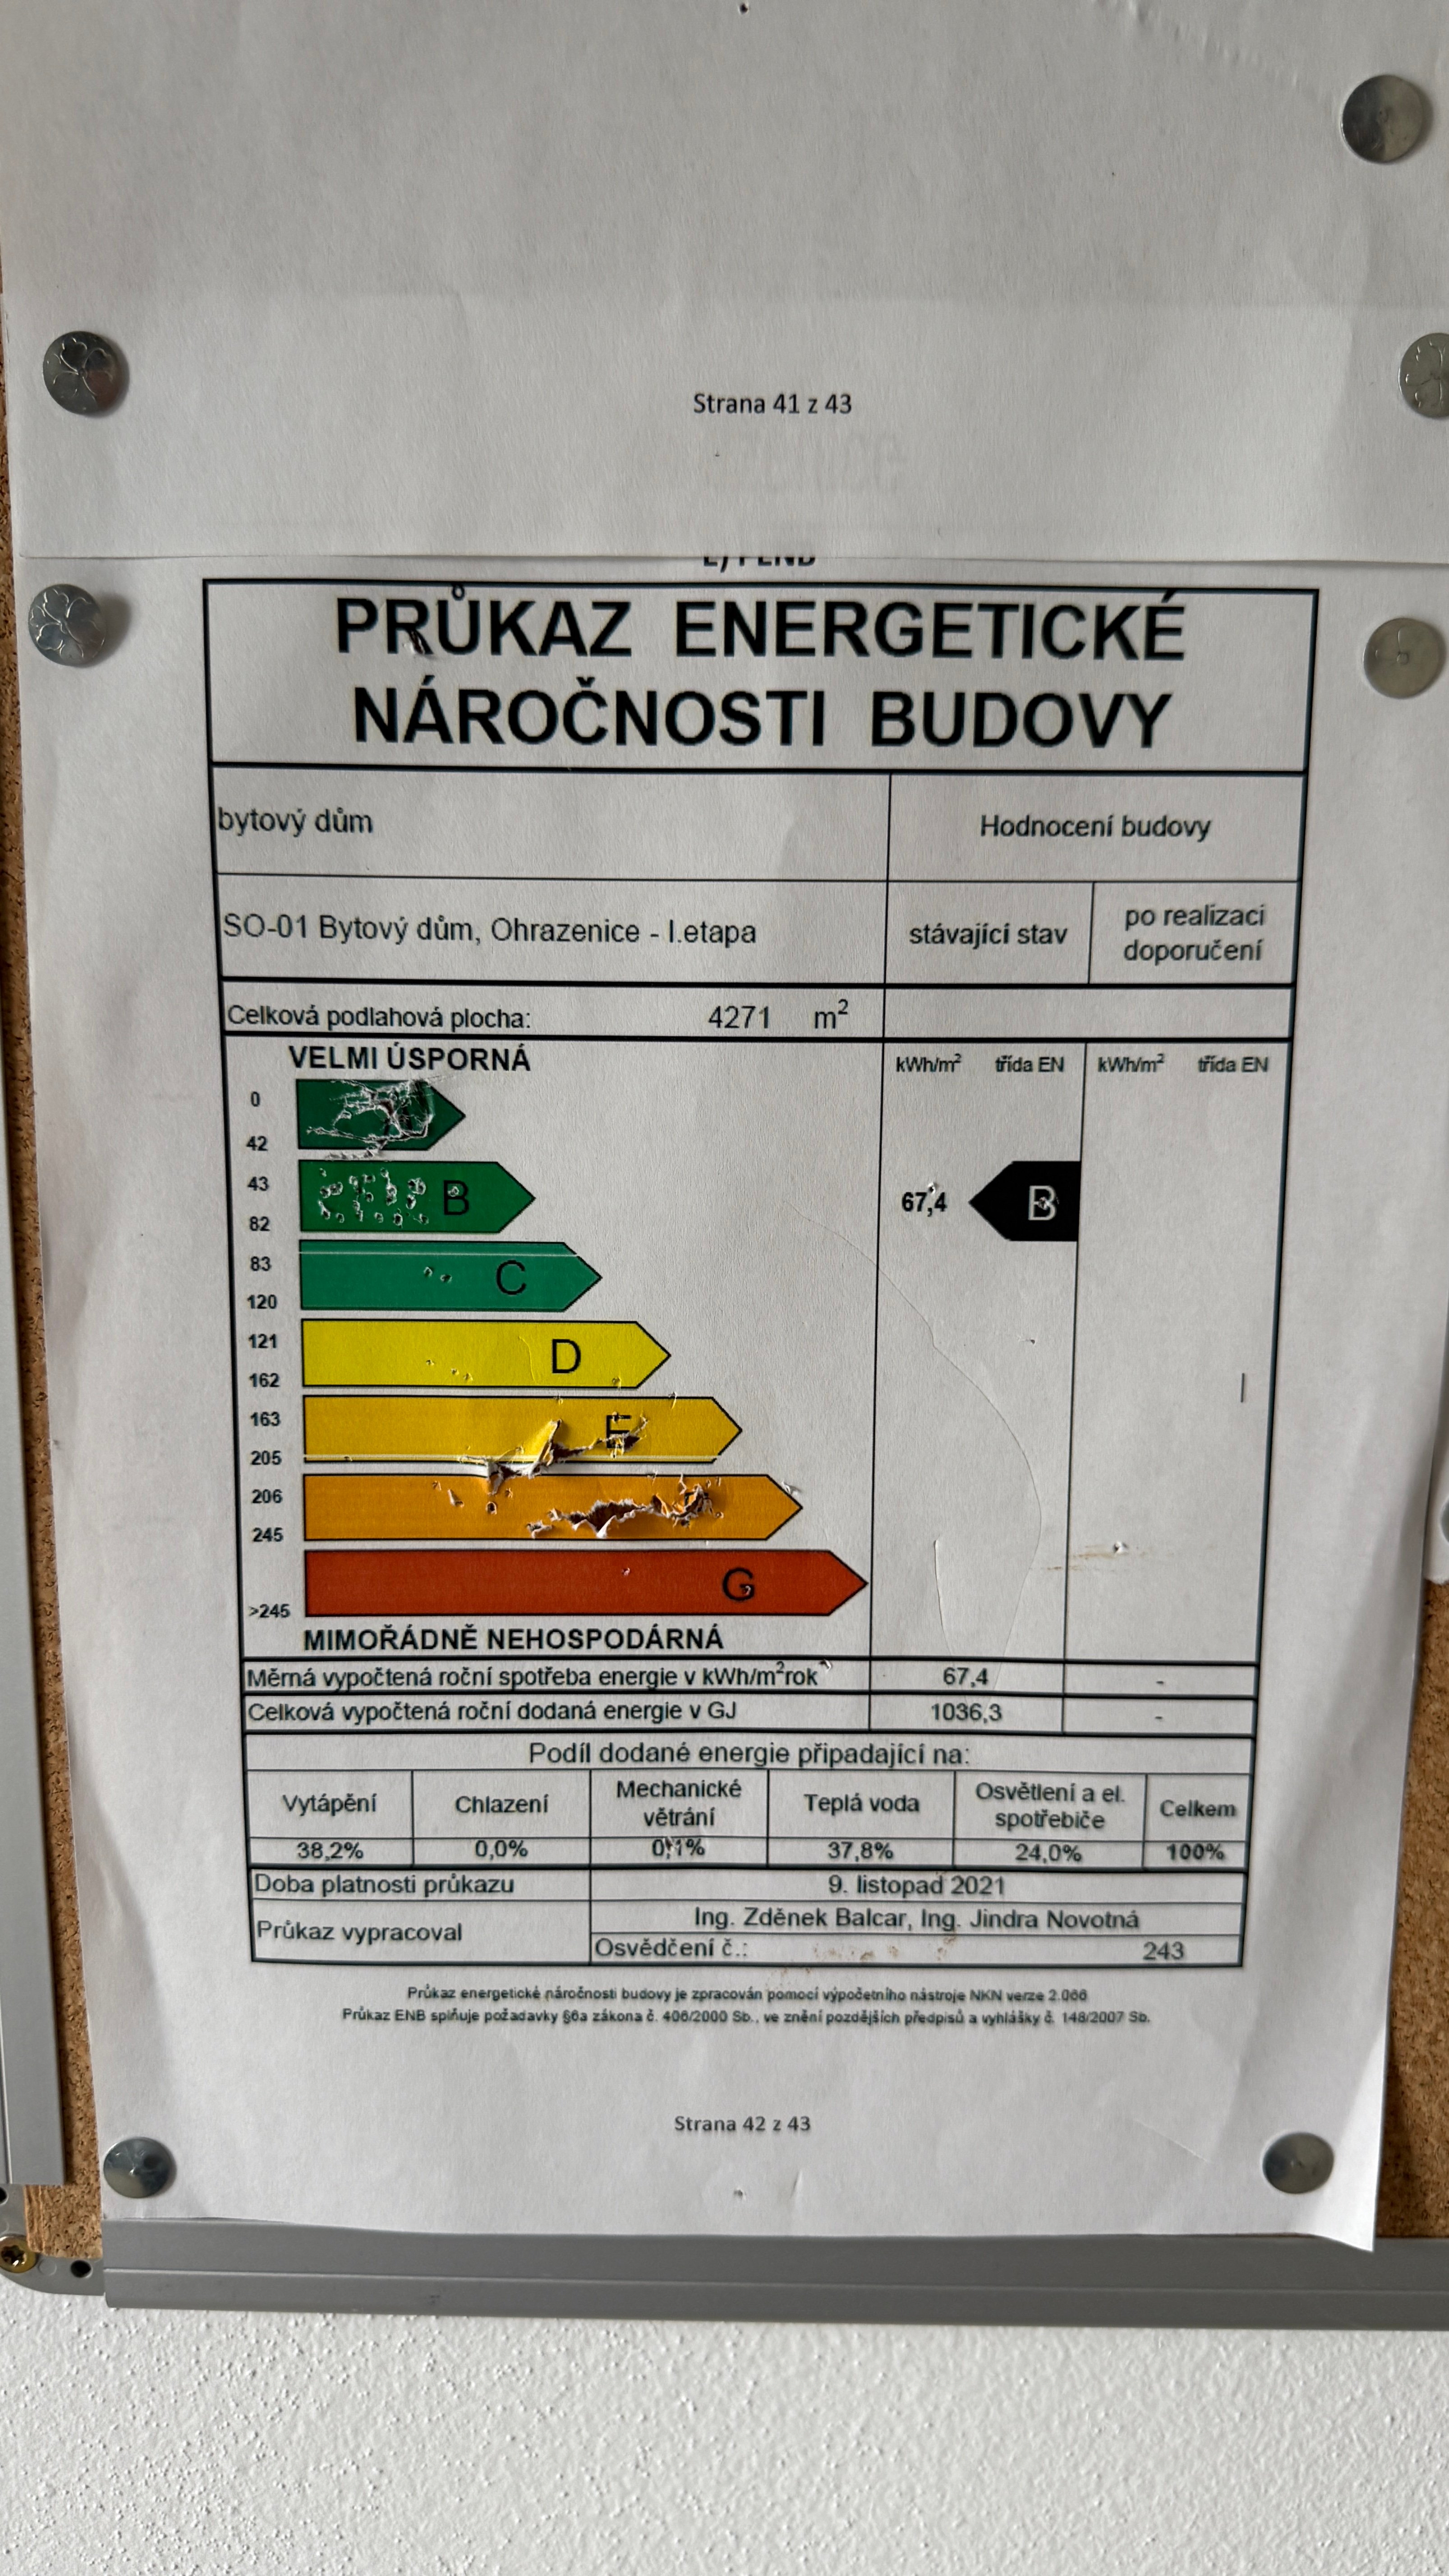 Strana 41 z 43
PRŮKAZ ENERGETICKÉ
NÁROČNOSTI BUDOVY
bytový dům
Hodnocení budovy
SO-01 Bytový dům, Ohrazenice - I.etapa
stávající stav
po realizaci
doporučení
Celková podlahová plocha: 4271 m²
VELMI ÚSPORNÁ
kWh/m² třída EN kWh/m² třída EN
0
42
43
B
82
67,4 B
83
C
120
121
D
162
163
E
205
206
245
G
>245
MIMOŘÁDNĚ NEHOSPODÁRNÁ
Měrná vypočtená roční spotřeba energie v kWh/m²rok 67,4 -
Celková vypočtená roční dodaná energie v GJ 1036,3 -
Podíl dodané energie připadající na:
Vytápění
Chlazení
Mechanické
větrání
Teplá voda
Osvětlení a el.
spotřebiče
Celkem
38,2% 0,0% 0,1% 37,8% 24,0% 100%
Doba platnosti průkazu 9. listopad 2021
Průkaz vypracoval
Ing. Zděnek Balcar, Ing. Jindra Novotná
Osvědčení č.: 243
Průkaz energetické náročnosti budovy je zpracován pomocí výpočetního nástroje NKN verze 2.066
Průkaz ENB splňuje požadavky §6a zákona č. 406/2000 Sb., ve znění pozdějších předpisů a vyhlášky č. 148/2007 Sb.
Strana 42 z 43